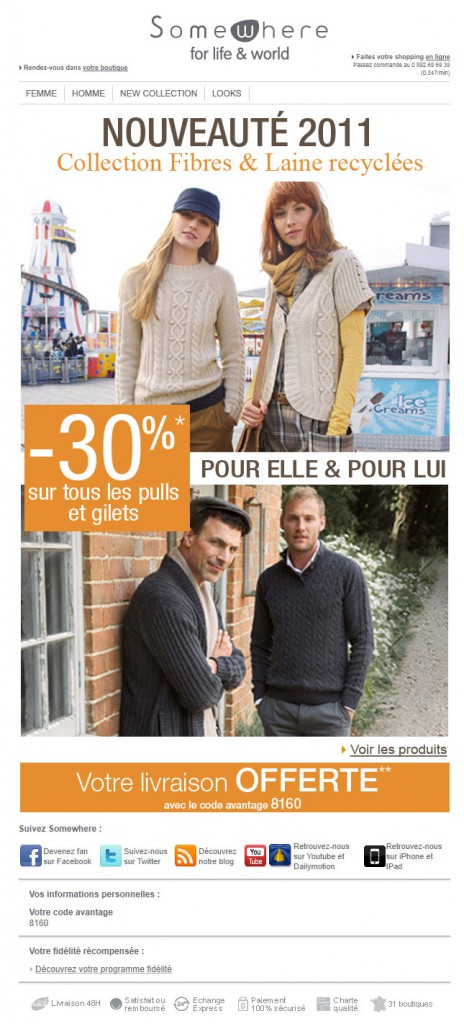 Somewhere
for life & world
› Rendez-vous dans votre boutique
› Faites votre shopping en ligne
Passez commande au 0 892 69 69 39
(0,34?/min)
FEMME
HOMME
NEW COLLECTION
LOOKS
NOUVEAUTÉ 2011
Collection Fibres & Laine recyclées
reams
Ice
Creams
-30%*
sur tous les pulls
et gilets
POUR ELLE & POUR LUI
Voir les produits
Votre livraison OFFERTE**
avec le code avantage 8160
Suivez Somewhere :
Devenez fan
sur Facebook
Suivez-nous
sur Twitter
Découvrez
notre blog
You
Tube
Retrouvez-nous
sur Youtube et
Dailymotion
Retrouvez-nous
sur iPhone et
IPad
Vos informations personnelles :
Votre code avantage
8160
Votre fidélité récompensée :
› Découvrez votre programme fidélité
Livraison 48H
Satisfait ou
remboursé
24H
Echange
Express
Paiement
100% sécurisé
Charte
qualité
31 boutiques